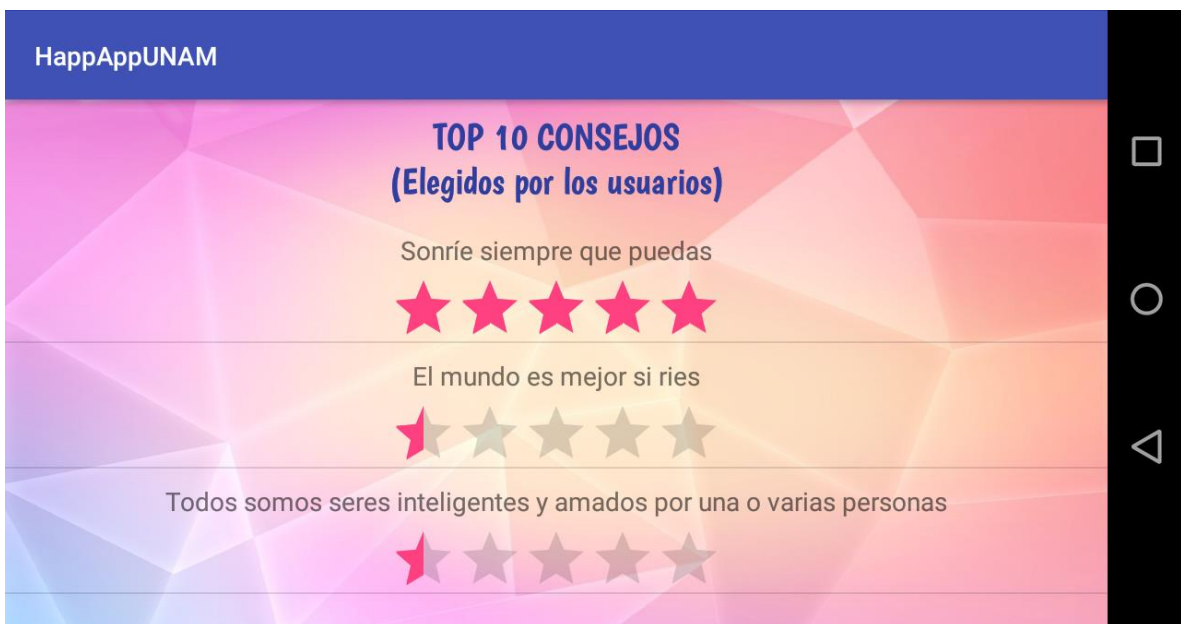 HappAppUNAM
TOP 10 CONSEJOS
(Elegidos por los usuarios)
Sonríe siempre que puedas
El mundo es mejor si ries
Todos somos seres inteligentes y amados por una o varias personas